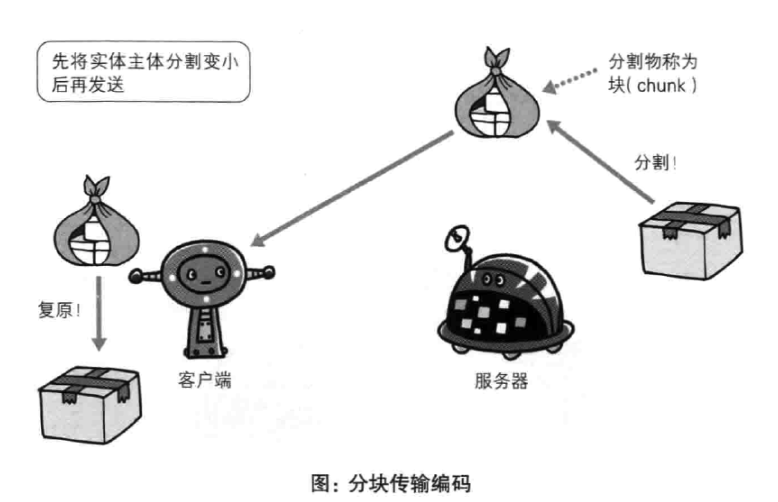 先将实体主体分割变小
后再发送
分割物称为
块(chunk)
分割!
复原!
客户端
服务器
图: 分块传输编码